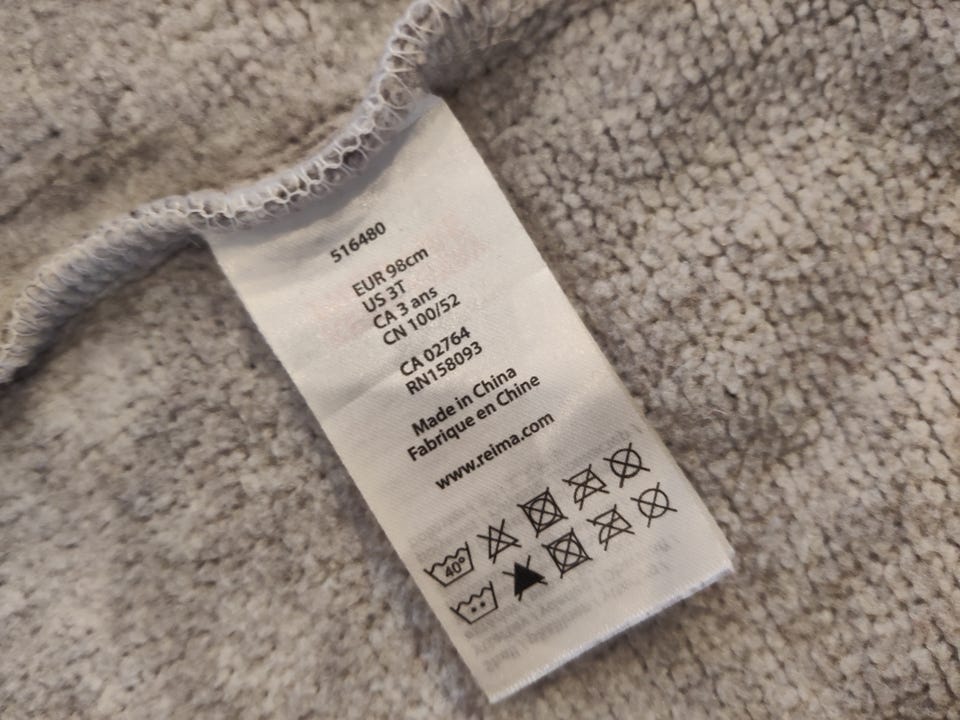 516480
EUR 98cm
US 3T
CA 3 ans
CN 100/52
CA 02764
RN158093
Made in China
Fabrique en Chine
www.reima.com
40°